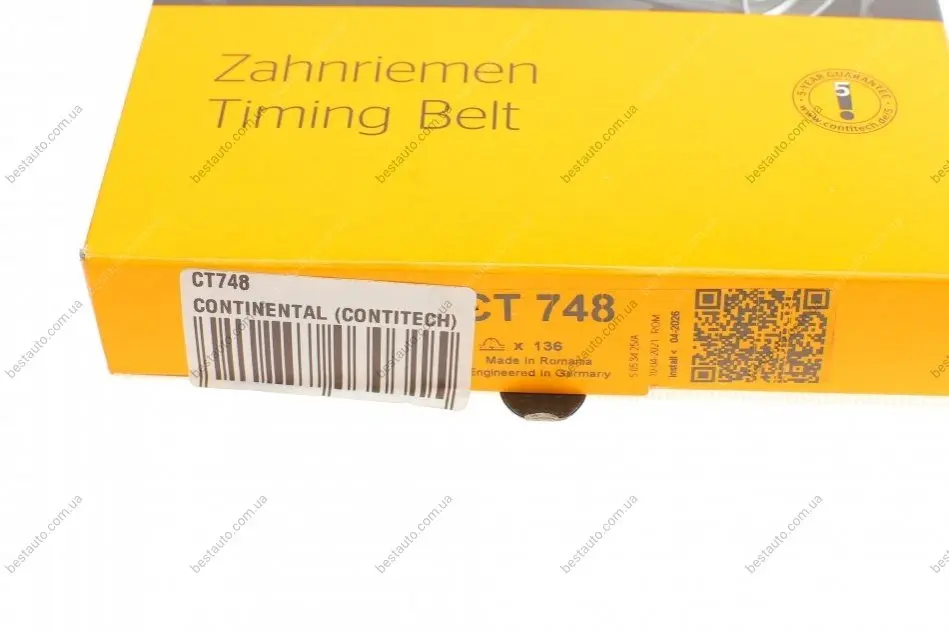 Zahnriemen
Timing Belt
5-YEAR GUARANTEE
5
www.contitech.de/5
CT748
CONTINENTAL (CONTITECH)
CT 748
x 136
Made in Romania
Engineered in Germany
Install < 04-2026
bestauto.com.ua